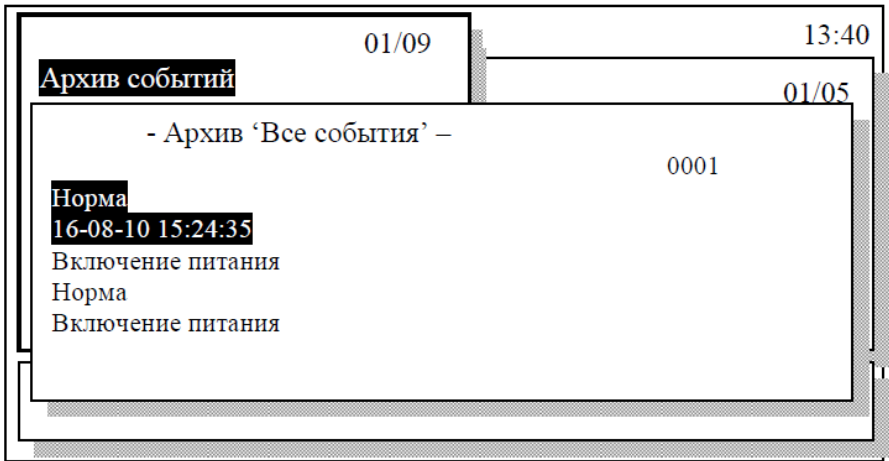 13:40
01/09
Архив событий
01/05
- Архив ‘Все события’ –
0001
Норма
16-08-10 15:24:35
Включение питания
Норма
Включение питания